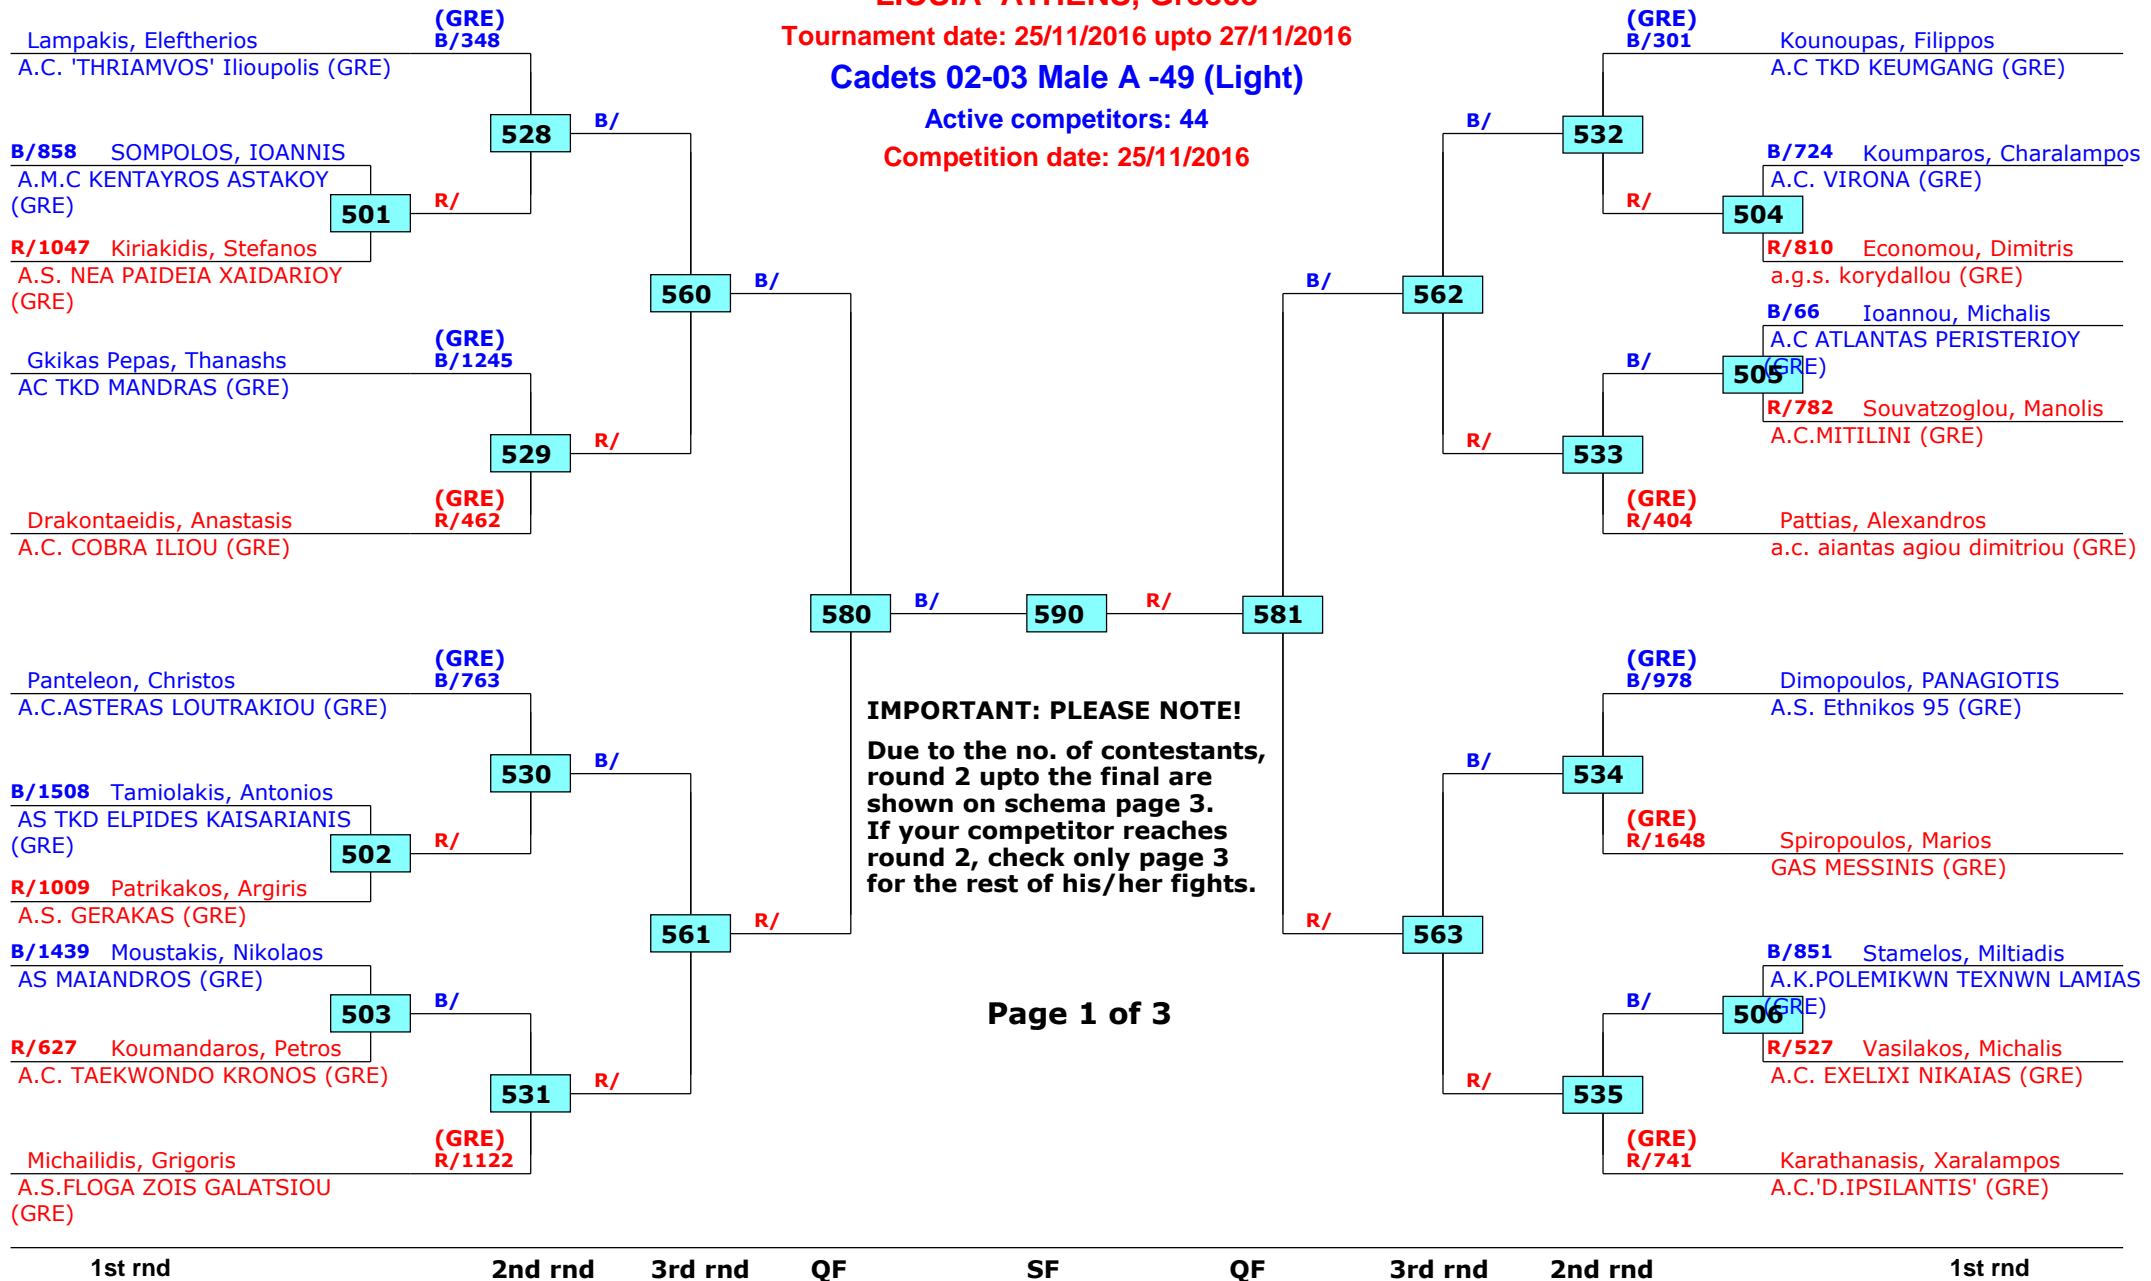 LIOSIA- ATHENS, Greece
Tournament date: 25/11/2016 upto 27/11/2016
Cadets 02-03 Male A -49 (Light)
Active competitors: 44
Competition date: 25/11/2016
(GRE)
Lampakis, Eleftherios B/348
A.C. 'THRIAMVOS' Ilioupolis (GRE)
528 B/
B/858 SOMPOLOS, IOANNIS
A.M.C KENTAYROS ASTAKOY
(GRE)
501 R/
R/1047 Kiriakidis, Stefanos
A.S. NEA PAIDEIA XAIDARIOY
(GRE)
560 B/
(GRE)
Gkikas Pepas, Thanashs B/1245
AC TKD MANDRAS (GRE)
529 R/
(GRE)
Drakontaeidis, Anastasis R/462
A.C. COBRA ILIOU (GRE)
580 B/ 590 R/ 581
(GRE)
Panteleon, Christos B/763
A.C.ASTERAS LOUTRAKIOU (GRE)
530 B/
B/1508 Tamiolakis, Antonios
AS TKD ELPIDES KAISARIANIS
(GRE)
502 R/
R/1009 Patrikakos, Argiris
A.S. GERAKAS (GRE)
561 R/
B/1439 Moustakis, Nikolaos
AS MAIANDROS (GRE)
503 B/
R/627 Koumandaros, Petros
A.C. TAEKWONDO KRONOS (GRE)
531 R/
(GRE)
Michailidis, Grigoris R/1122
A.S.FLOGA ZOIS GALATSIOU
(GRE)
IMPORTANT: PLEASE NOTE!
Due to the no. of contestants,
round 2 upto the final are
shown on schema page 3.
If your competitor reaches
round 2, check only page 3
for the rest of his/her fights.
Page 1 of 3
(GRE)
B/301 Kounoupas, Filippos
A.C TKD KEUMGANG (GRE)
B/ 532
B/724 Koumparos, Charalampos
A.C. VIRONA (GRE)
R/ 504
R/810 Economou, Dimitris
a.g.s. korydallou (GRE)
B/ 562
B/66 Ioannou, Michalis
A.C ATLANTAS PERISTERIOY
(GRE)
B/ 505
R/782 Souvatzoglou, Manolis
A.C.MITILINI (GRE)
R/ 533
(GRE)
R/404 Pattias, Alexandros
a.c. aiantas agiou dimitriou (GRE)
(GRE)
B/978 Dimopoulos, PANAGIOTIS
A.S. Ethnikos 95 (GRE)
B/ 534
(GRE)
R/1648 Spiropoulos, Marios
GAS MESSINIS (GRE)
R/ 563
B/851 Stamelos, Miltiadis
A.K.POLEMIKWN TEXNWN LAMIAS
(GRE)
B/ 506
R/527 Vasilakos, Michalis
A.C. EXELIXI NIKAIAS (GRE)
R/ 535
(GRE)
R/741 Karathanasis, Xaralampos
A.C.'D.IPSILANTIS' (GRE)
1st rnd 2nd rnd 3rd rnd QF SF QF 3rd rnd 2nd rnd 1st rnd